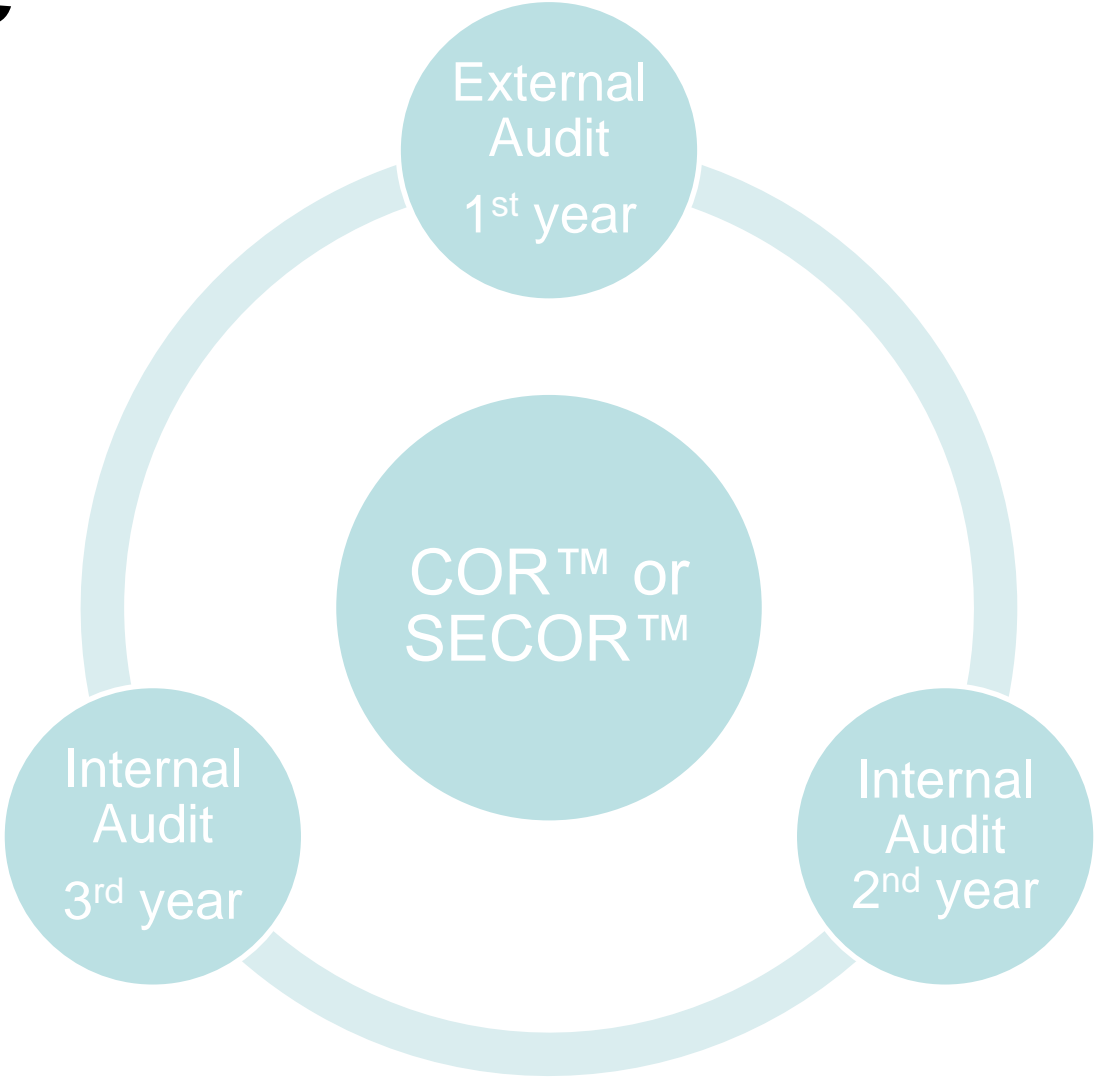 External
Audit
1st year
COR™ or
SECOR™
Internal
Audit
3rd year
Internal
Audit
2nd year